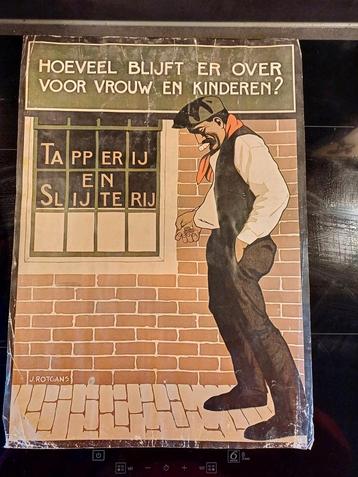 HOEVEEL BLIJFT ER OVER
VOOR VROUW EN KINDEREN?
TAPPERIJ
EN
SLIJTERIJ
J. ROTGANS